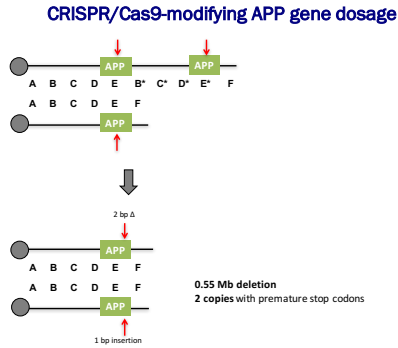 CRISPR/Cas9-modifying APP gene dosage
APP APP
A B C D E B* C* D* E* F
A B C D E F
APP
2 bp Δ
APP
A B C D E F
A B C D E F
APP
1 bp insertion
0.55 Mb deletion
2 copies with premature stop codons